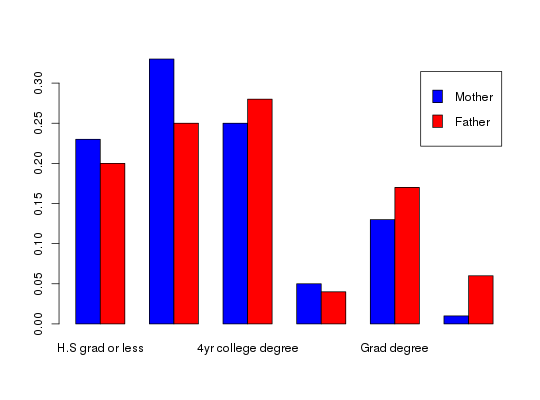 0.30
0.25
0.20
0.15
0.10
0.05
0.00
Mother
Father
H.S grad or less
4yr college degree
Grad degree